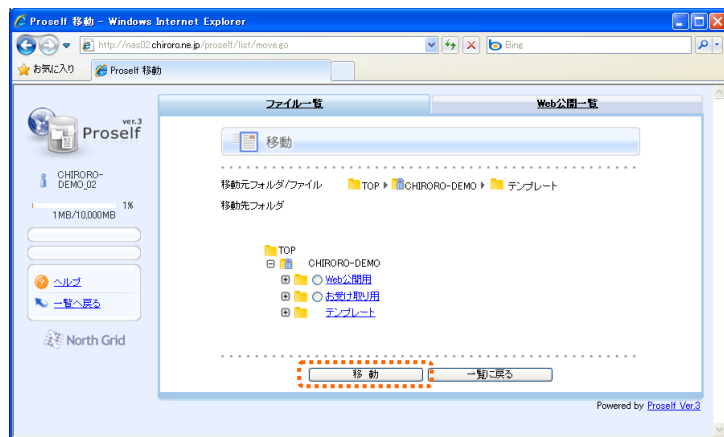 Proself 移動 - Windows Internet Explorer
http://nas02.chiroro.ne.jp/proself/list/move.go
Bing
お気に入り
Proself 移動
ファイル一覧
Web公開一覧
ver.3
Proself
移動
CHIRORO-
DEMO_02
移動元フォルダ/ファイル TOP CHIRORO-DEMO テンプレート
1%
1MB/10,000MB
移動先フォルダ
TOP
CHIRORO-DEMO
Web公開用
お受け取り用
テンプレート
ヘルプ
一覧へ戻る
North Grid
移 動
一覧に戻る
Powered by Proself Ver.3